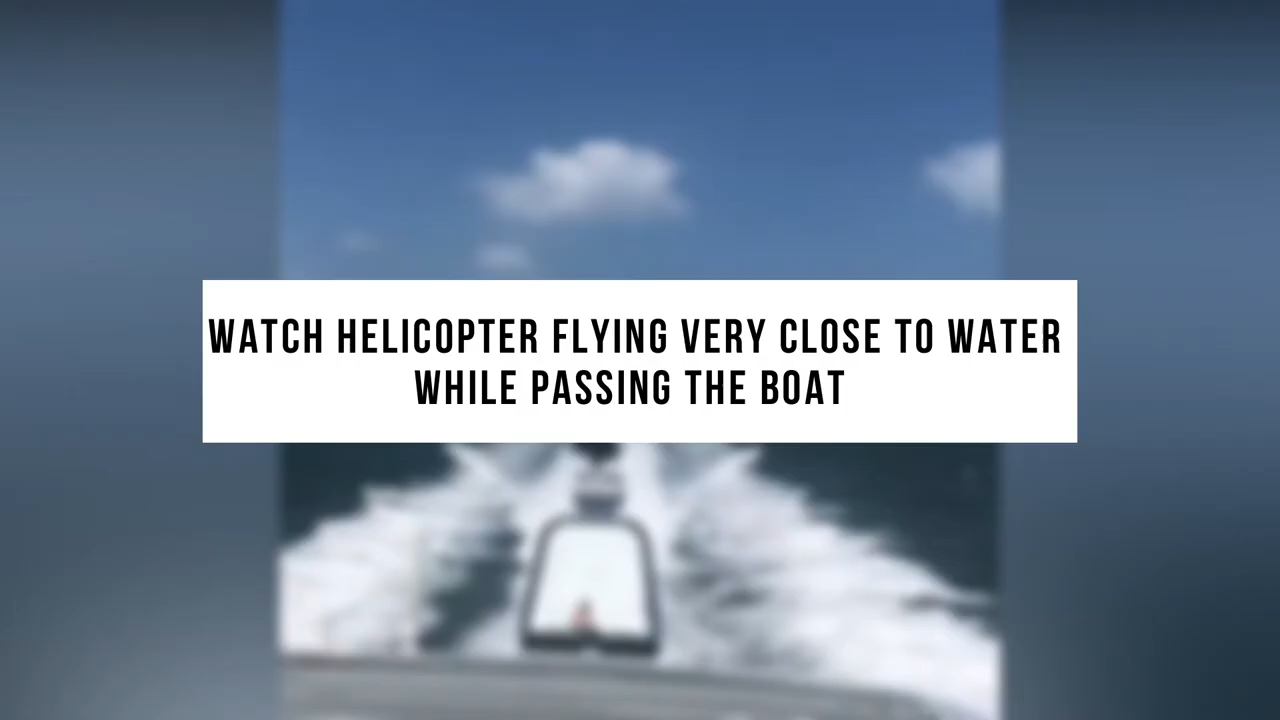 WATCH HELICOPTER FLYING VERY CLOSE TO WATER
WHILE PASSING THE BOAT